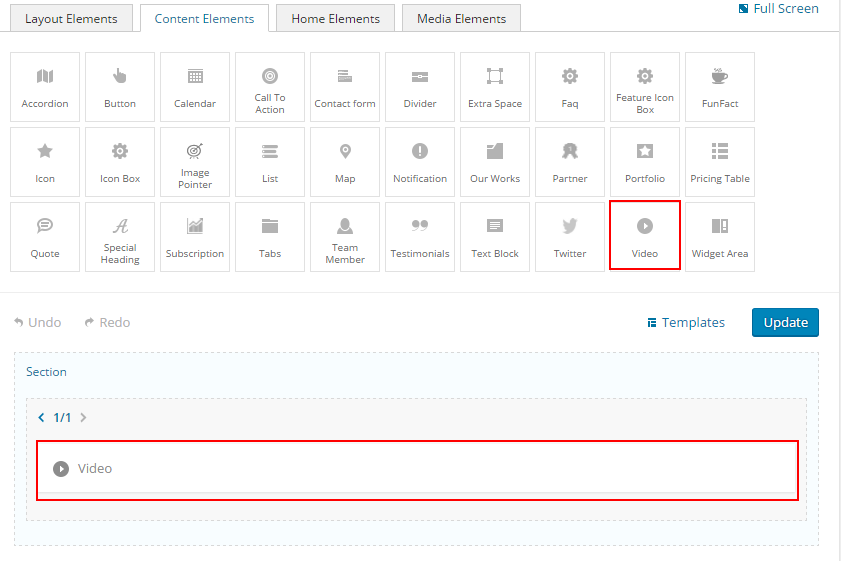 Layout Elements
Content Elements
Home Elements
Media Elements
Full Screen
Accordion
Button
Calendar
Call To
Action
Contact form
Divider
Extra Space
Faq
Feature Icon
Box
FunFact
Icon
Icon Box
Image
Pointer
List
Map
Notification
Our Works
Partner
Portfolio
Pricing Table
Quote
Special
Heading
Subscription
Tabs
Team
Member
Testimonials
Text Block
Twitter
Video
Widget Area
Undo
Redo
Templates
Update
Section
1/1
Video